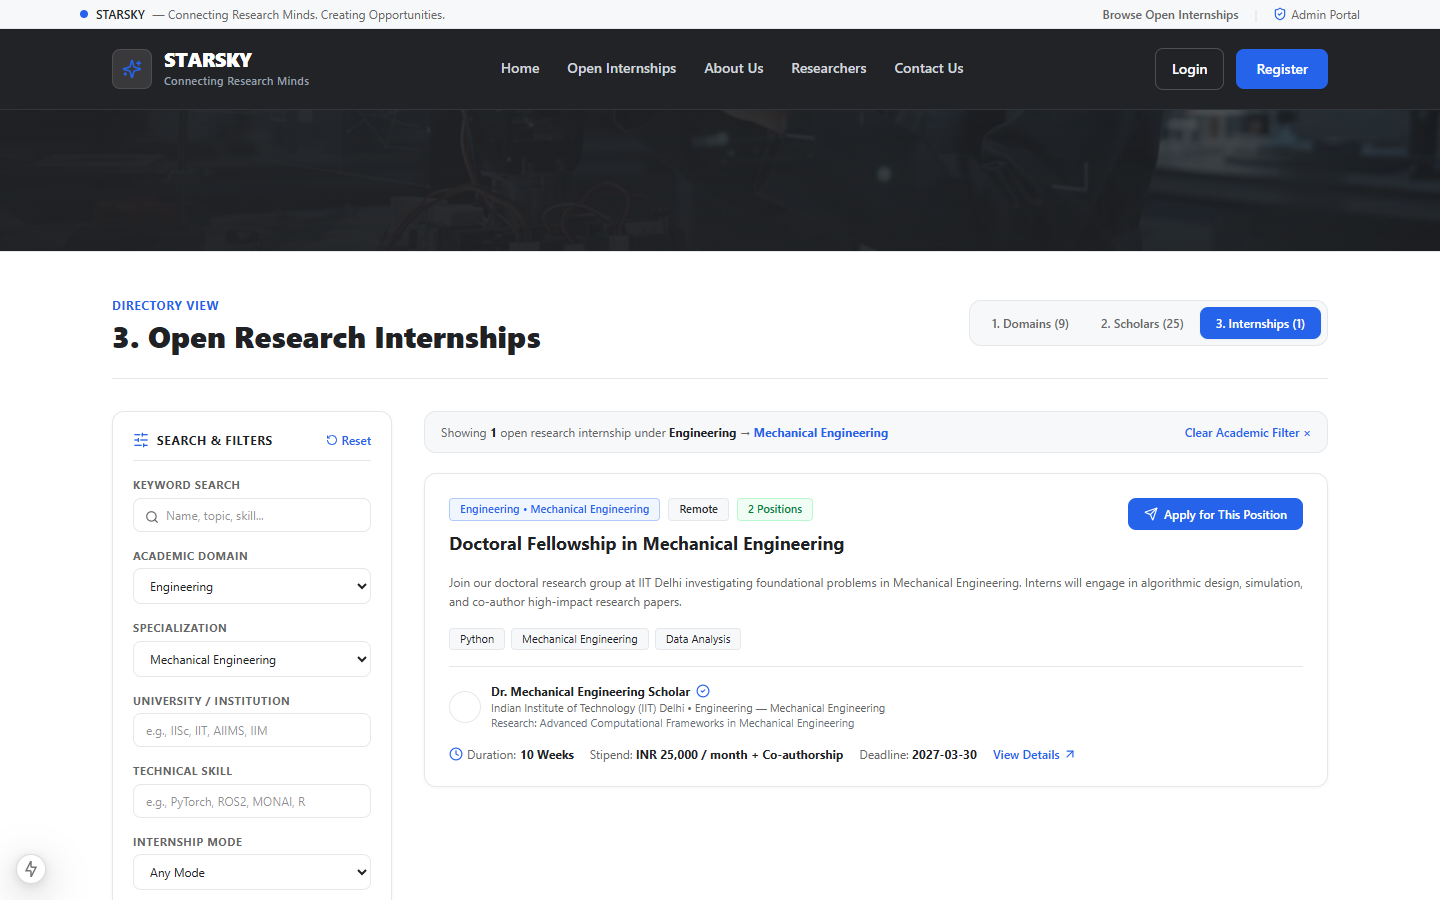 STARSKY — Connecting Research Minds. Creating Opportunities.
Browse Open Internships | Admin Portal
STARSKY
Connecting Research Minds
Home Open Internships About Us Researchers Contact Us
Login Register
DIRECTORY VIEW
3. Open Research Internships
1. Domains (9) 2. Scholars (25) 3. Internships (1)
SEARCH & FILTERS Reset
KEYWORD SEARCH
Name, topic, skill...
ACADEMIC DOMAIN
Engineering
SPECIALIZATION
Mechanical Engineering
UNIVERSITY / INSTITUTION
e.g., IISc, IIT, AIIMS, IIM
TECHNICAL SKILL
e.g., PyTorch, ROS2, MONAI, R
INTERNSHIP MODE
Any Mode
Showing 1 open research internship under Engineering → Mechanical Engineering Clear Academic Filter ×
Engineering • Mechanical Engineering Remote 2 Positions
Apply for This Position
Doctoral Fellowship in Mechanical Engineering
Join our doctoral research group at IIT Delhi investigating foundational problems in Mechanical Engineering. Interns will engage in algorithmic design, simulation,
and co-author high-impact research papers.
Python Mechanical Engineering Data Analysis
Dr. Mechanical Engineering Scholar
Indian Institute of Technology (IIT) Delhi • Engineering — Mechanical Engineering
Research: Advanced Computational Frameworks in Mechanical Engineering
Duration: 10 Weeks Stipend: INR 25,000 / month + Co-authorship Deadline: 2027-03-30 View Details